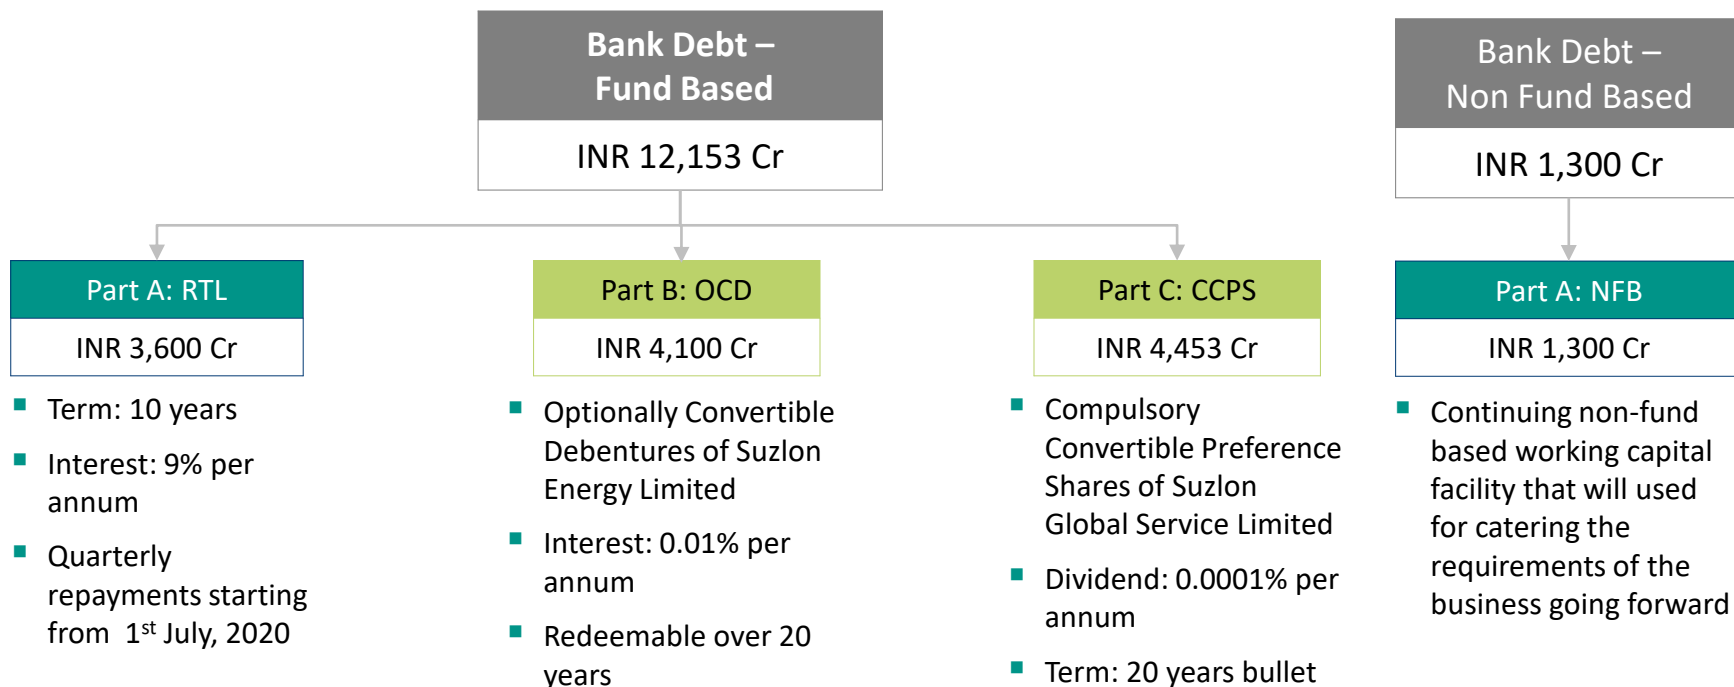 Bank Debt –
Fund Based
INR 12,153 Cr
Bank Debt –
Non Fund Based
INR 1,300 Cr
Part A: RTL
INR 3,600 Cr
■ Term: 10 years
■ Interest: 9% per
annum
■ Quarterly
repayments starting
from 1st July, 2020
Part B: OCD
INR 4,100 Cr
■ Optionally Convertible
Debentures of Suzlon
Energy Limited
■ Interest: 0.01% per
annum
■ Redeemable over 20
years
Part C: CCPS
INR 4,453 Cr
■ Compulsory
Convertible Preference
Shares of Suzlon
Global Service Limited
■ Dividend: 0.0001% per
annum
■ Term: 20 years bullet
Part A: NFB
INR 1,300 Cr
■ Continuing non-fund
based working capital
facility that will used
for catering the
requirements of the
business going forward